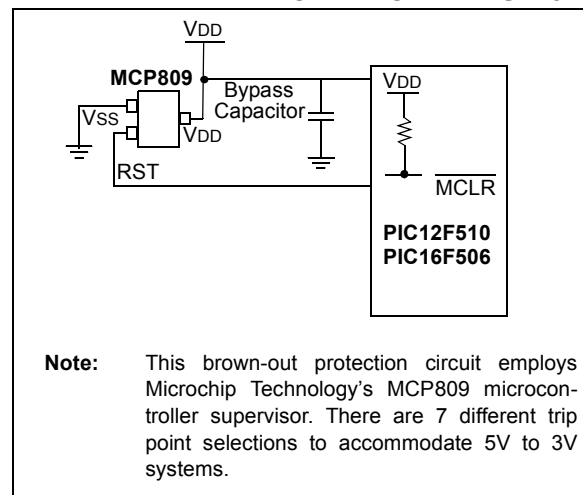 VDD
MCP809
Bypass
Capacitor
VDD
VSS
VDD
RST
MCLR
PIC12F510
PIC16F506
Note: This brown-out protection circuit employs
Microchip Technology's MCP809 microcon-
troller supervisor. There are 7 different trip
point selections to accommodate 5V to 3V
systems.